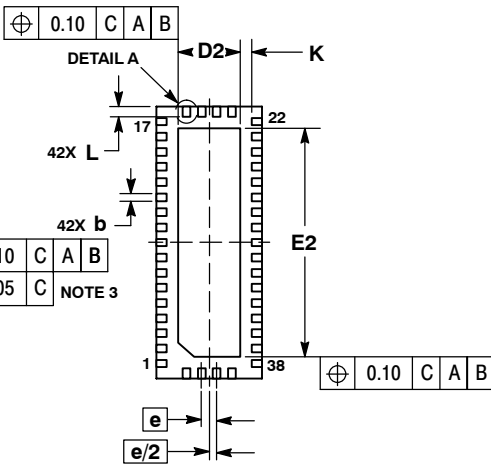 ⌖ 0.10 C A B
D2
K
DETAIL A
17
22
42X L
42X b
E2
10 C A B
05 C NOTE 3
1
38
⌖ 0.10 C A B
e
e/2